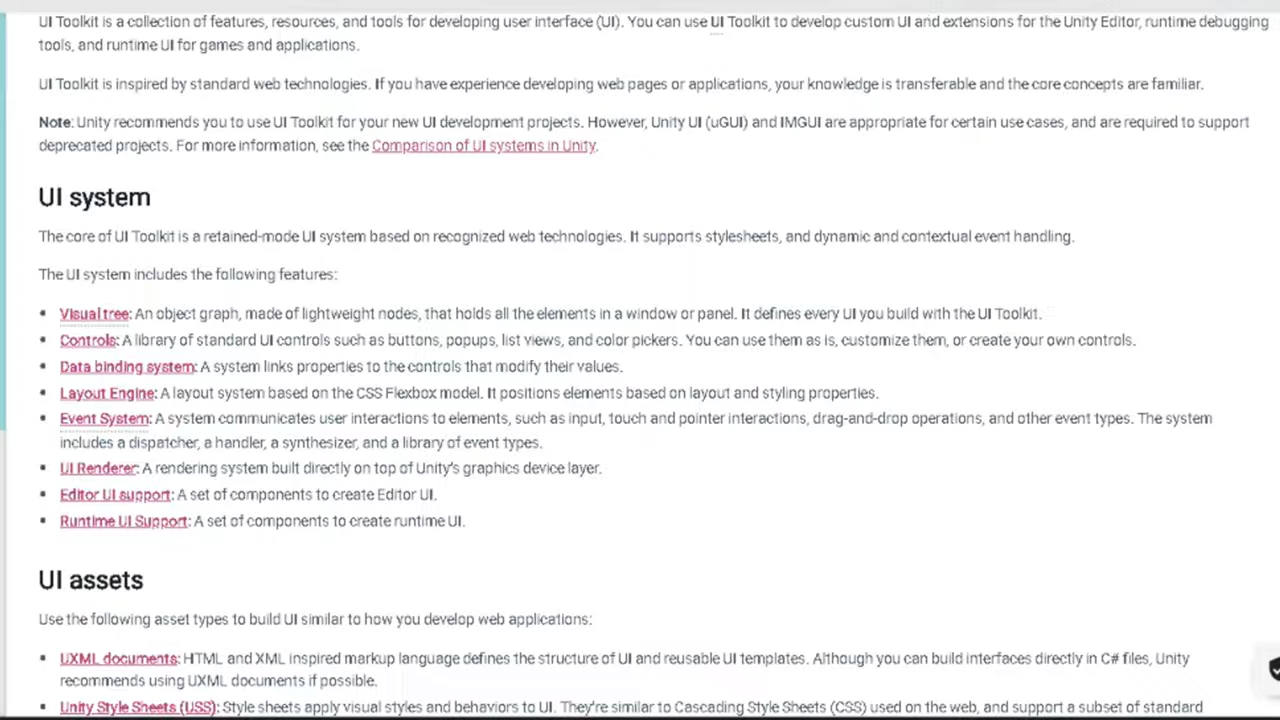 UI Toolkit is a collection of features, resources, and tools for developing user interface (UI). You can use UI Toolkit to develop custom UI and extensions for the Unity Editor, runtime debugging
tools, and runtime UI for games and applications.
UI Toolkit is inspired by standard web technologies. If you have experience developing web pages or applications, your knowledge is transferable and the core concepts are familiar.
Note: Unity recommends you to use UI Toolkit for your new UI development projects. However, Unity UI (uGUI) and IMGUI are appropriate for certain use cases, and are required to support
deprecated projects. For more information, see the Comparison of UI systems in Unity.
UI system
The core of UI Toolkit is a retained-mode UI system based on recognized web technologies. It supports stylesheets, and dynamic and contextual event handling.
The UI system includes the following features:
• Visual tree: An object graph, made of lightweight nodes, that holds all the elements in a window or panel. It defines every UI you build with the UI Toolkit.
• Controls: A library of standard UI controls such as buttons, popups, list views, and color pickers. You can use them as is, customize them, or create your own controls.
• Data binding system: A system links properties to the controls that modify their values.
• Layout Engine: A layout system based on the CSS Flexbox model. It positions elements based on layout and styling properties.
• Event System: A system communicates user interactions to elements, such as input, touch and pointer interactions, drag-and-drop operations, and other event types. The system
includes a dispatcher, a handler, a synthesizer, and a library of event types.
• UI Renderer: A rendering system built directly on top of Unity's graphics device layer.
• Editor UI support: A set of components to create Editor UI.
• Runtime UI Support: A set of components to create runtime UI.
UI assets
Use the following asset types to build UI similar to how you develop web applications:
• UXML documents: HTML and XML inspired markup language defines the structure of UI and reusable UI templates. Although you can build interfaces directly in C# files, Unity
recommends using UXML documents if possible.
• Unity Style Sheets (USS): Style sheets apply visual styles and behaviors to UI. They're similar to Cascading Style Sheets (CSS) used on the web, and support a subset of standard